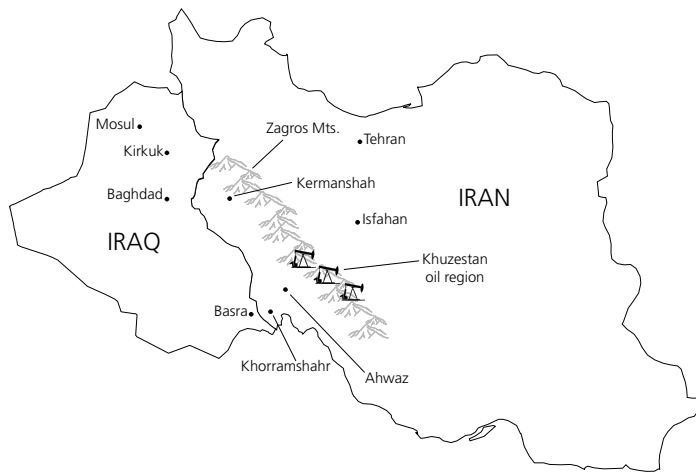 Zagros Mts.
Mosul
Tehran
Kirkuk
Kermanshah
Baghdad
IRAN
Isfahan
IRAQ
Khuzestan
oil region
Basra
Khorramshahr
Ahwaz